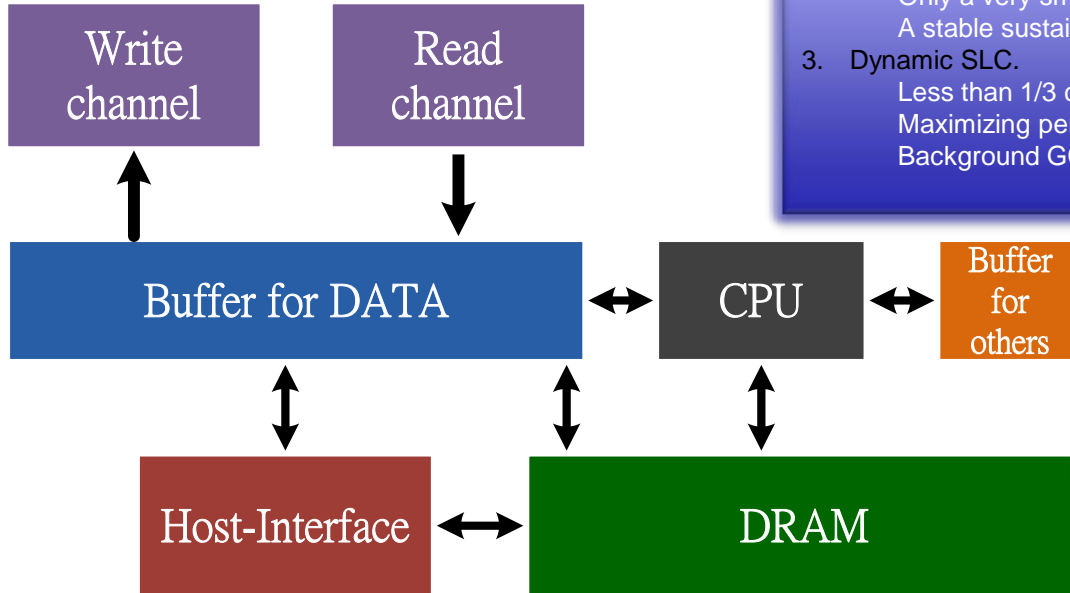 Write
channel
Read
channel
A stable sustai
3. Dynamic SLC.
Less than 1/3
Maximizing
Background
Buffer for DATA
CPU
Buffer
for
others
Host-Interface
DRAM